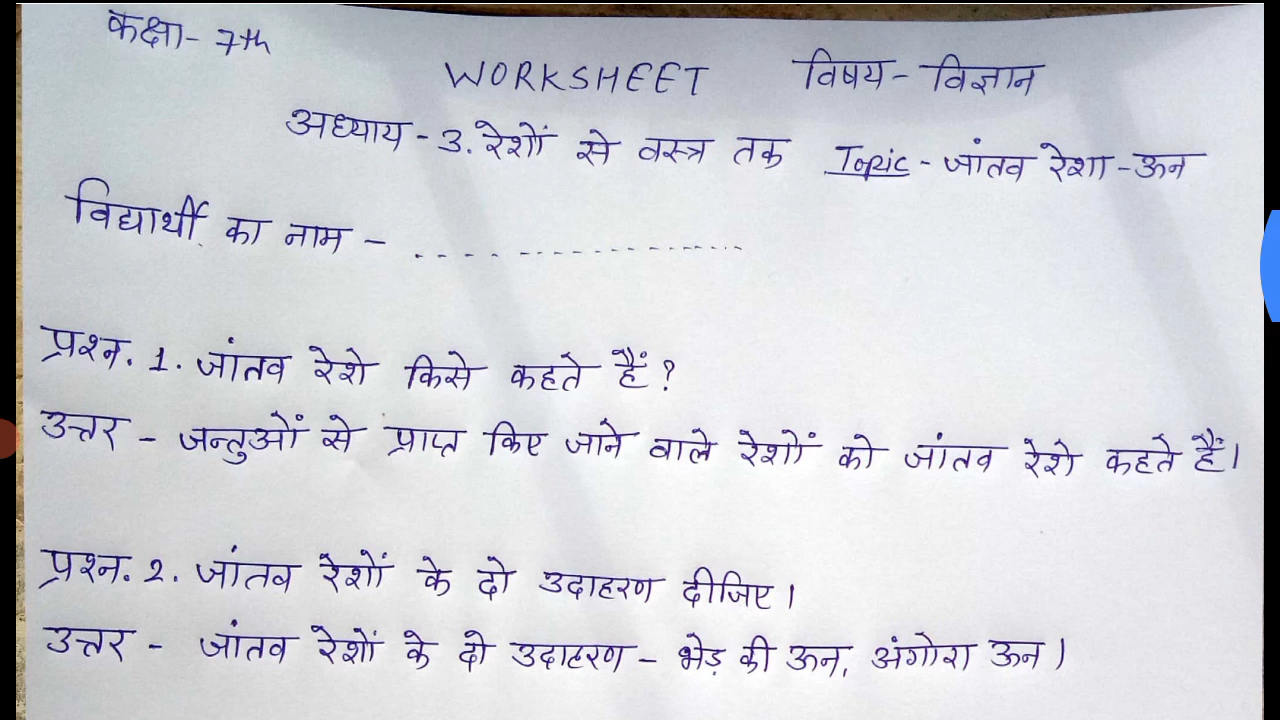 कक्षा- 7th
WORKSHEET विषय - विज्ञान
अध्याय - 3. रेशों से वस्त्र तक Topic - जांतव रेशा - ऊन
विद्यार्थी का नाम - ....................
प्रश्न. 1. जांतव रेशे किसे कहते हैं ?
उत्तर - जन्तुओं से प्राप्त किए जाने वाले रेशों को जांतव रेशे कहते हैं।
प्रश्न. 2. जांतव रेशों के दो उदाहरण दीजिए।
उत्तर - जांतव रेशों के दो उदाहरण - भेड़ की ऊन, अंगोरा ऊन।